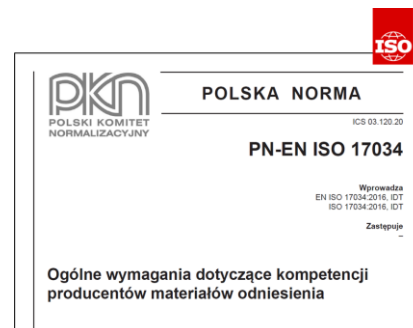 ISO
pkn
POLSKI KOMITET
NORMALIZACYJNY
POLSKA NORMA
ICS 03.120.20
PN-EN ISO 17034
Wprowadza
EN ISO 17034:2016, IDT
ISO 17034:2016, IDT
Zastępuje
–
Ogólne wymagania dotyczące kompetencji
producentów materiałów odniesienia